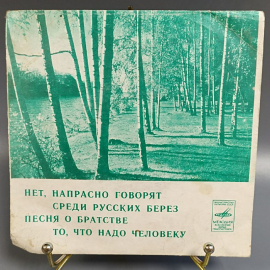 НЕТ, НАПРАСНО ГОВОРЯТ
СРЕДИ РУССКИХ БЕРЕЗ
ПЕСНЯ О БРАТСТВЕ
ТО, ЧТО НАДО ЧЕЛОВЕКУ